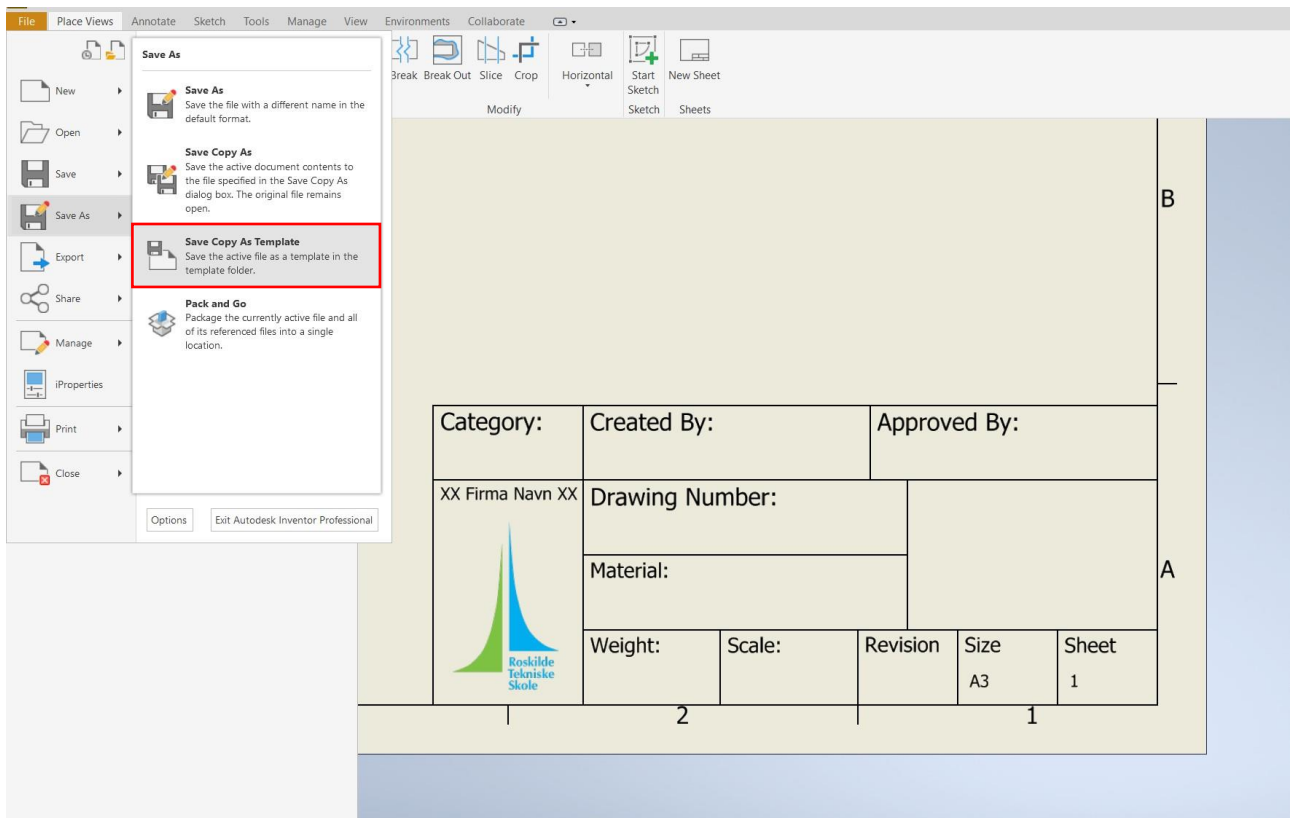 File Place Views Annotate Sketch Tools Manage View Environments Collaborate
Save As
New
Open
Save
Save As
Export
Share
Manage
iProperties
Print
Close
Save As
Save the file with a different name in the
default format.
Save Copy As
Save the active document contents to
the file specified in the Save Copy As
dialog box. The original file remains
open.
Save Copy As Template
Save the active file as a template in the
template folder.
Pack and Go
Package the currently active file and all
of its referenced files into a single
location.
Options Exit Autodesk Inventor Professional
Break Break Out Slice Crop Horizontal Start Sketch New Sheet
Modify Sketch Sheets
B
Category: Created By: Approved By:
XX Firma Navn XX Drawing Number:
Material:
A
Weight: Scale: Revision Size Sheet
A3 1
Roskilde
Tekniske
Skole
2 1